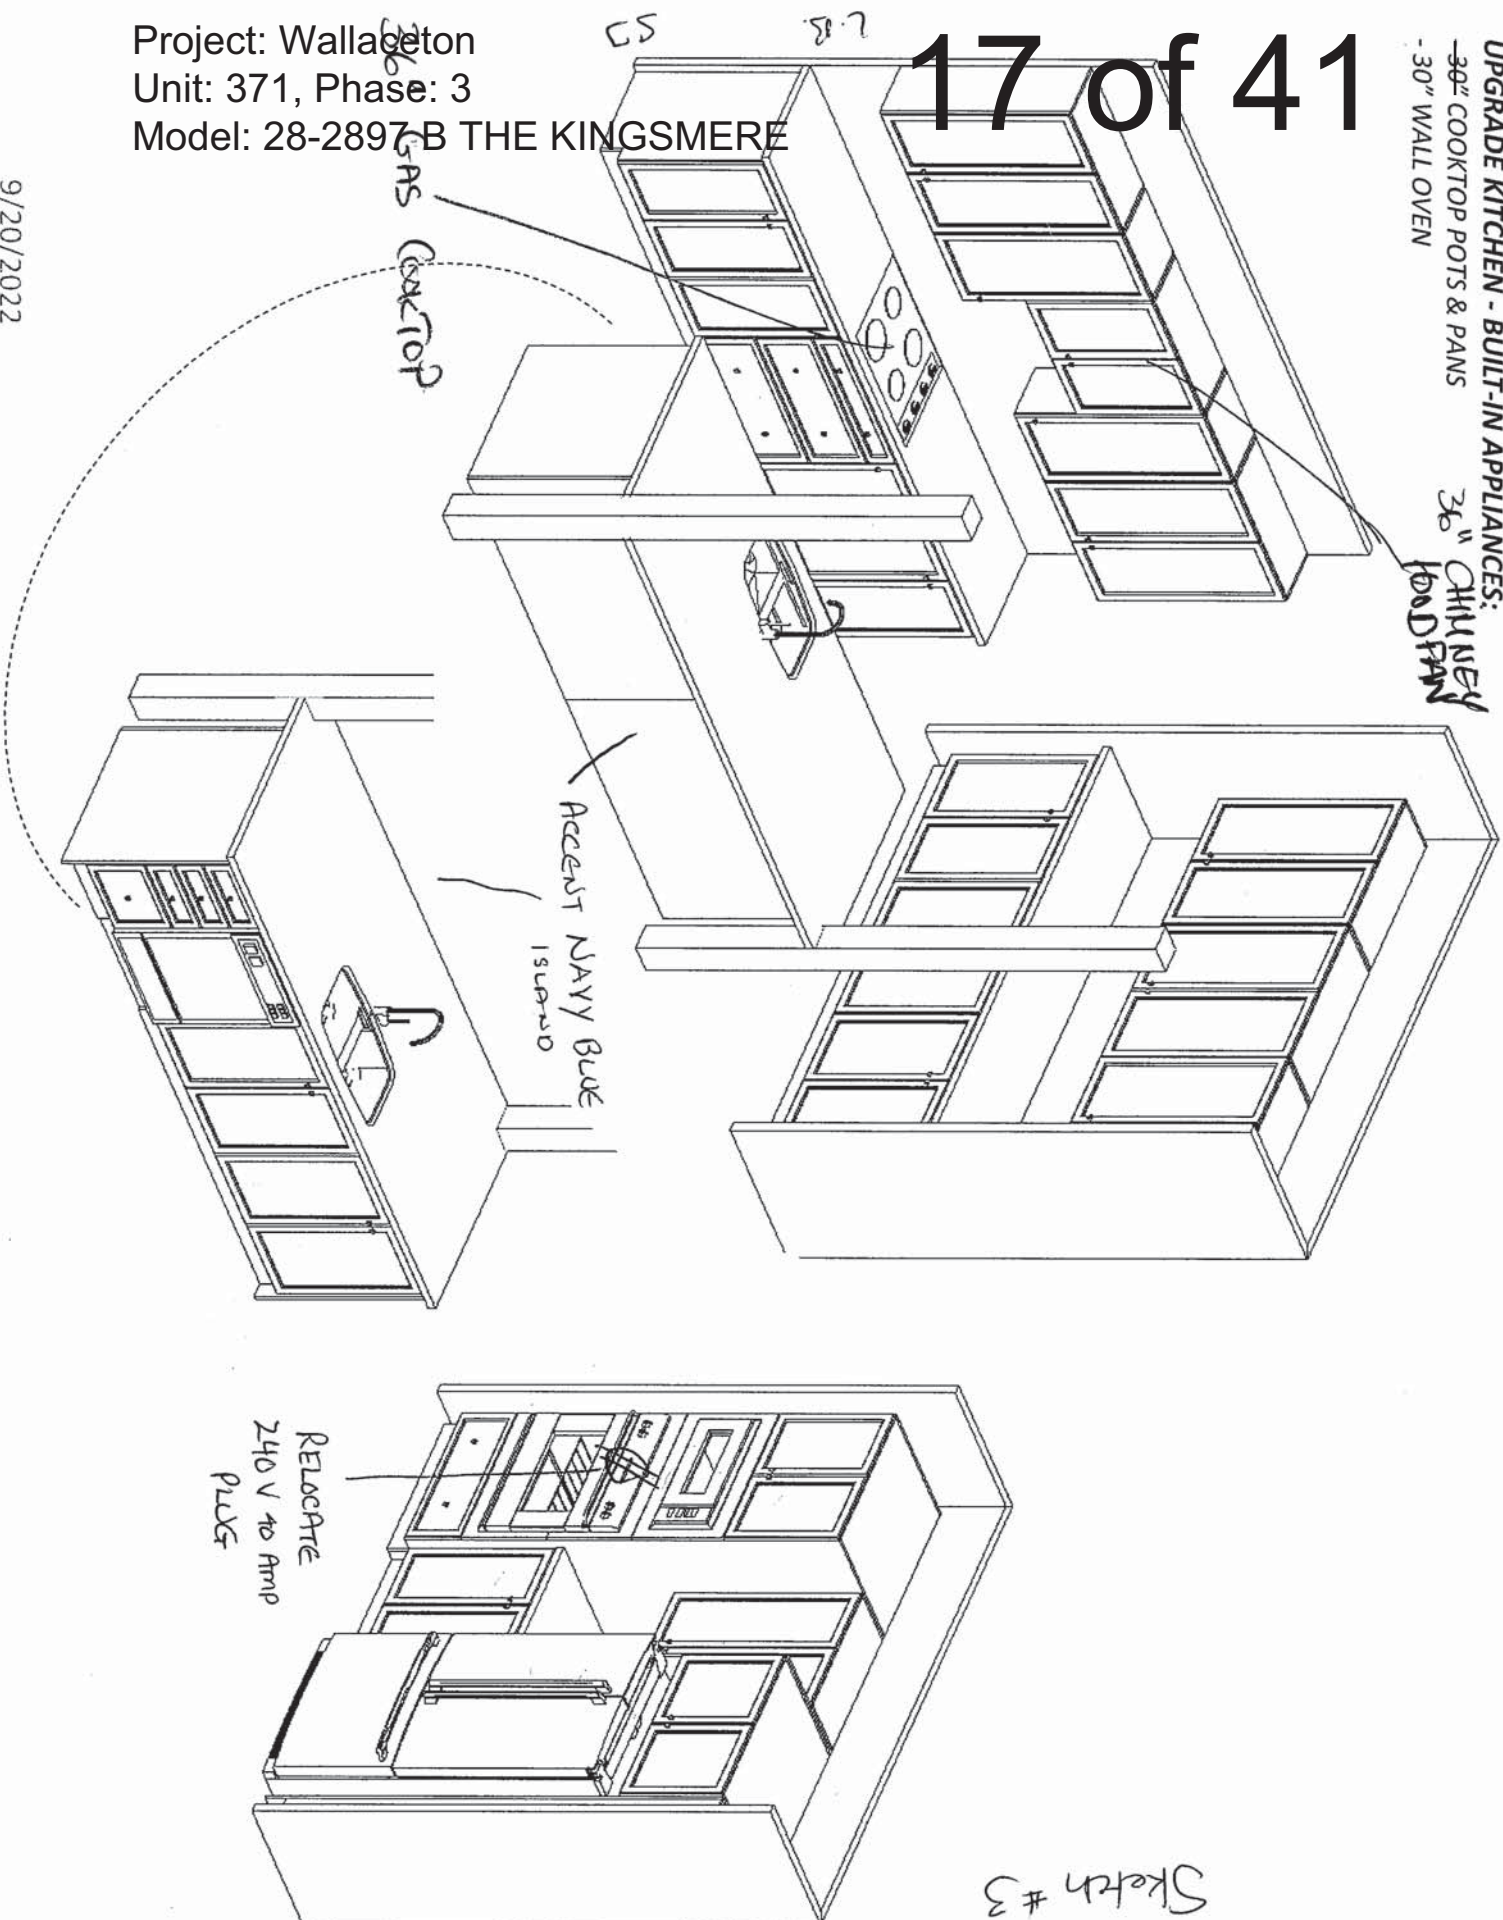 Project: Wallaceton
Unit: 371, Phase: 3
Model: 28-2897 B THE KINGSMERE
17 of 41
UPGRADE KITCHEN - BUILT-IN APPLIANCES:
-30" COOKTOP POTS & PANS
- 30" WALL OVEN
36" CHIMNEY
HOOD FAN
36" GAS COOKTOP
ACCENT NAVY BLUE
ISLAND
RELOCATE
240 V 40 AMP
PLUG
Sketch #3
9/20/2022